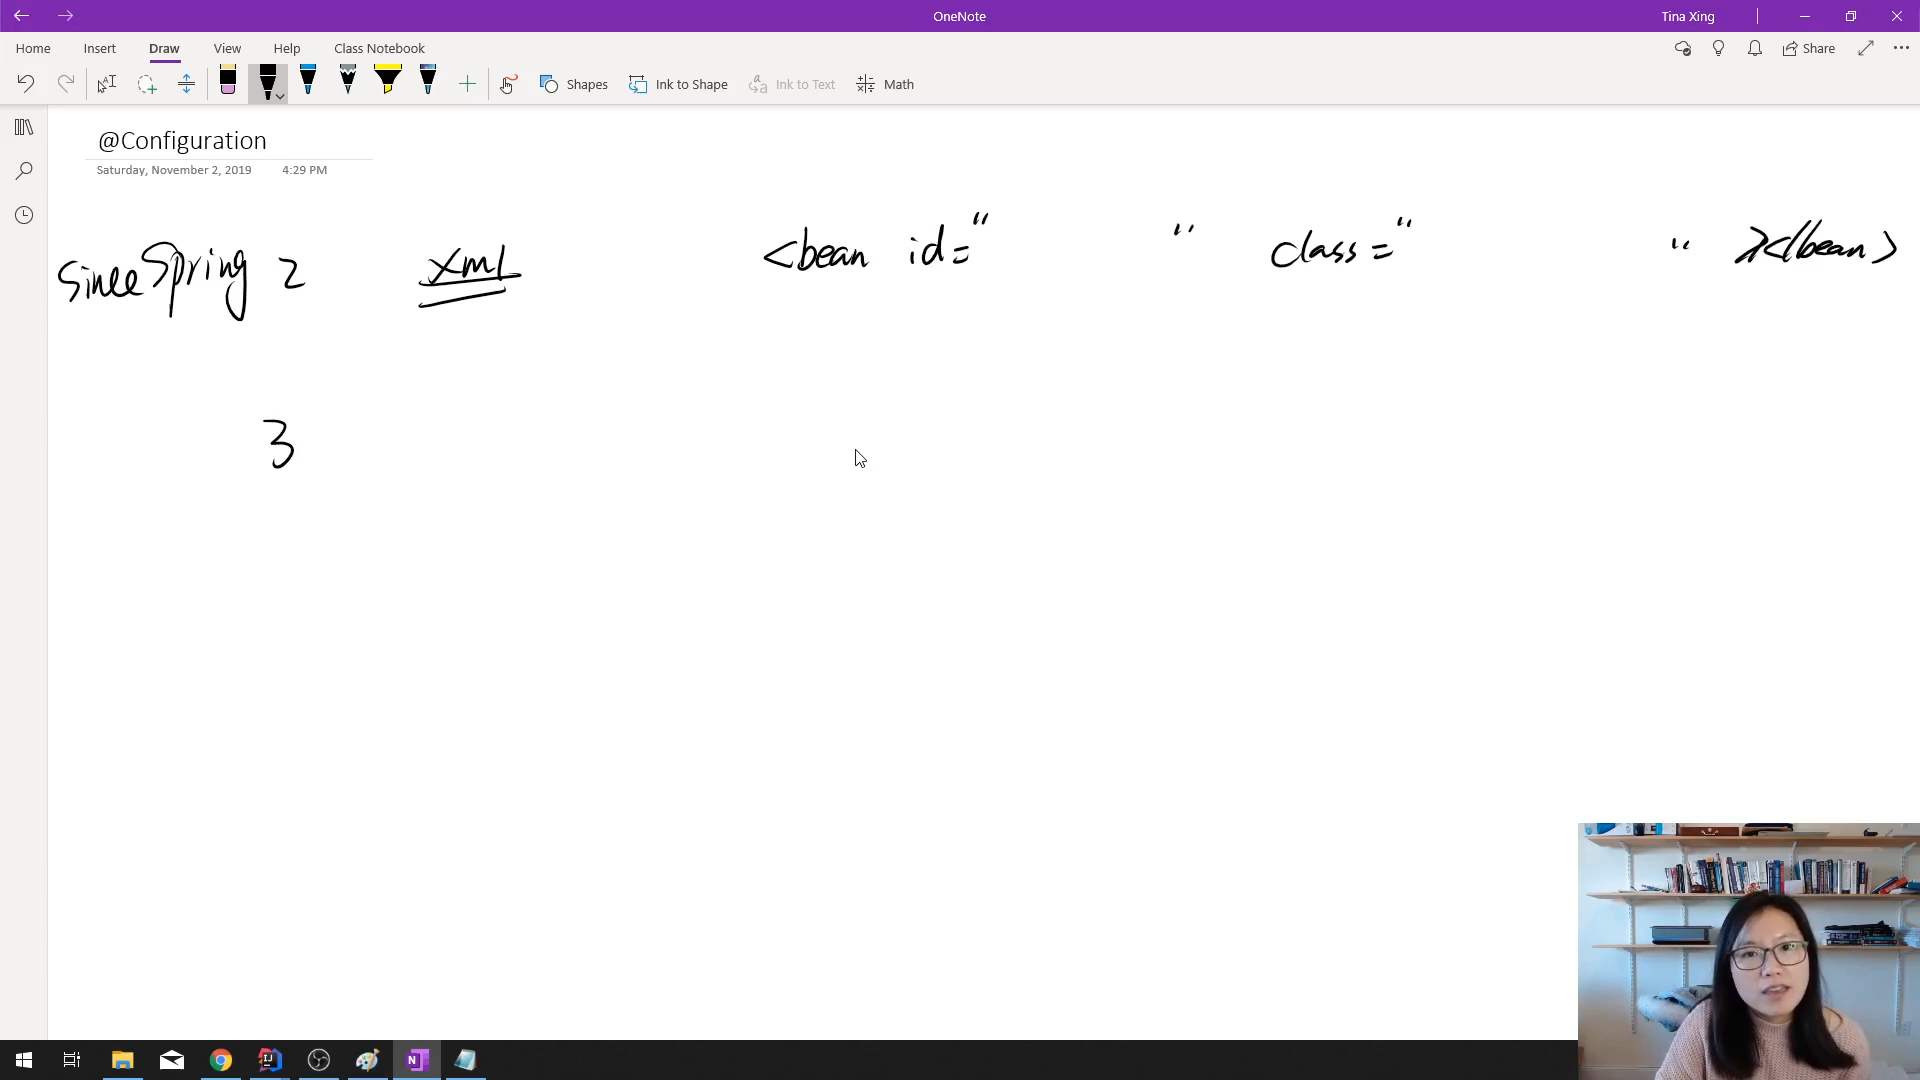 OneNote
Tina Xing
Home Insert Draw View Help Class Notebook
Share
Shapes Ink to Shape Ink to Text Math
@Configuration
Saturday, November 2, 2019 4:29 PM
Since Spring 2 xml <bean id=" " class=" " ></bean>
3